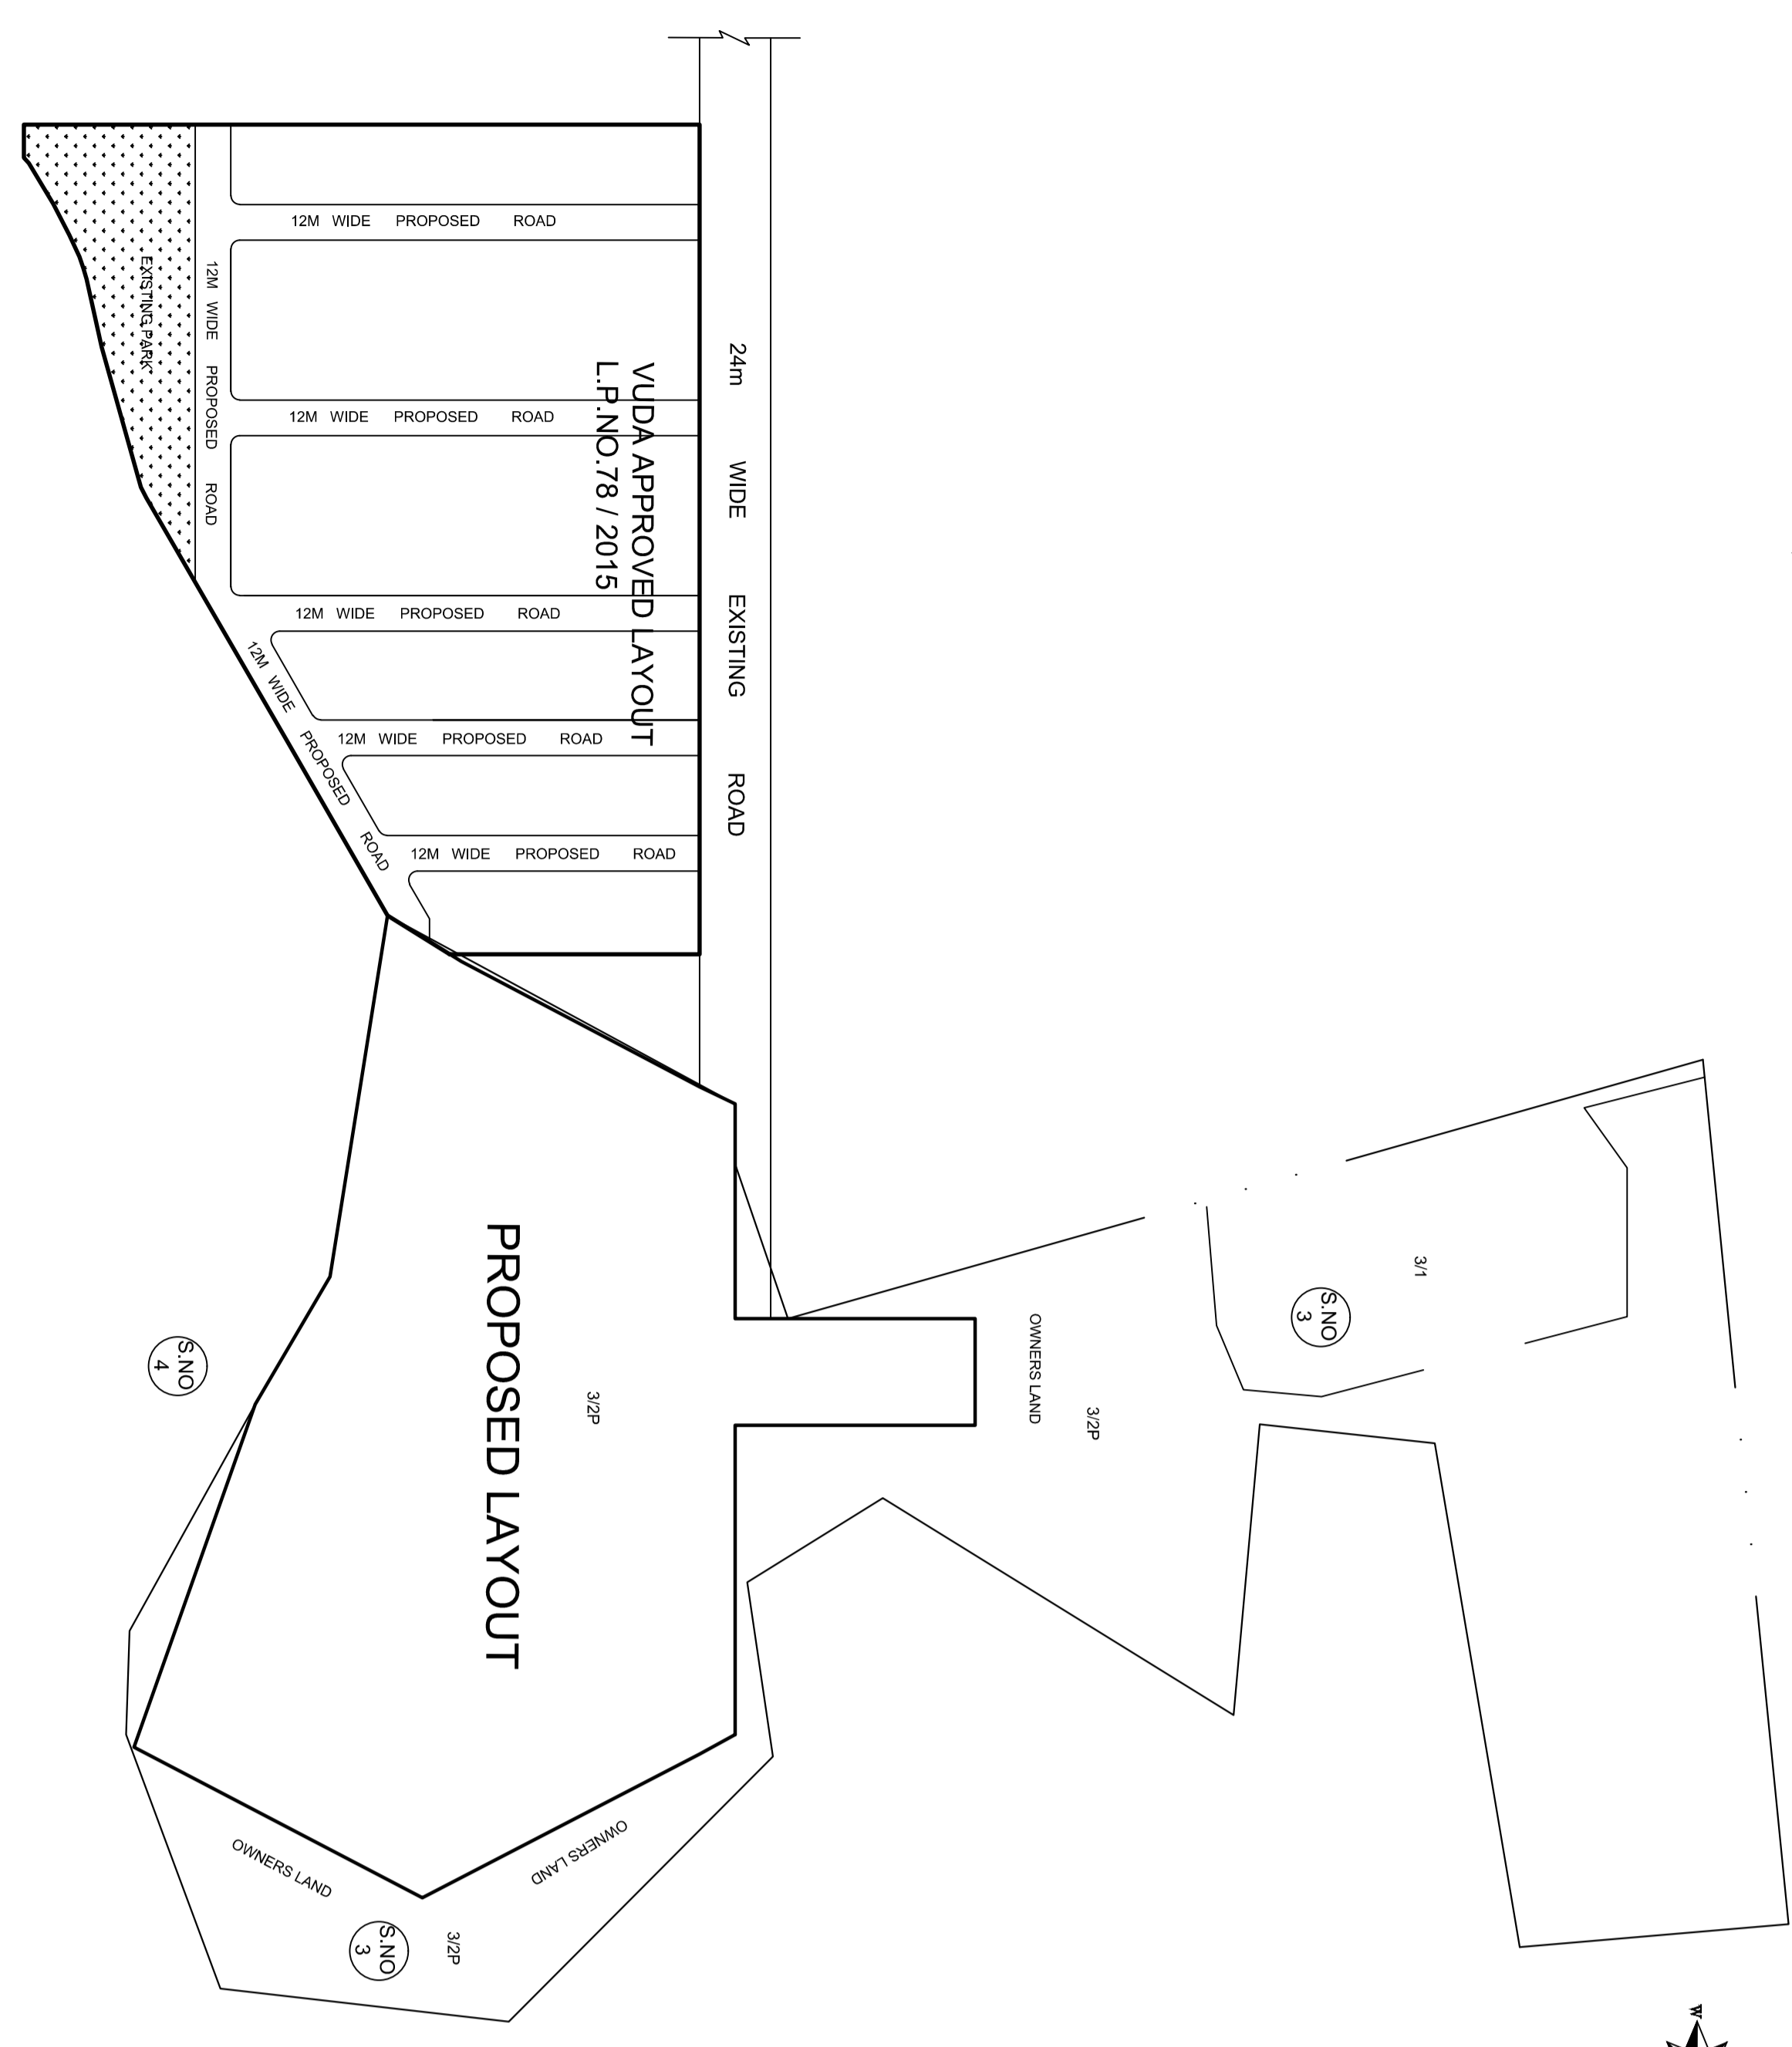 12M WIDE PROPOSED ROAD
EXISTING PARK
12M WIDE PROPOSED ROAD
24m WIDE EXISTING ROAD
VUDA APPROVED LAYOUT
L.P.NO.78 / 2015
12M WIDE PROPOSED ROAD
12M WIDE PROPOSED ROAD
12M WIDE PROPOSED ROAD
12M WIDE PROPOSED ROAD
12M WIDE PROPOSED ROAD
3/1
S.NO
3
OWNERS LAND
3/2P
3/2P
PROPOSED LAYOUT
S.NO
4
OWNERS LAND
OWNERS LAND
3/2P
S.NO
3
W